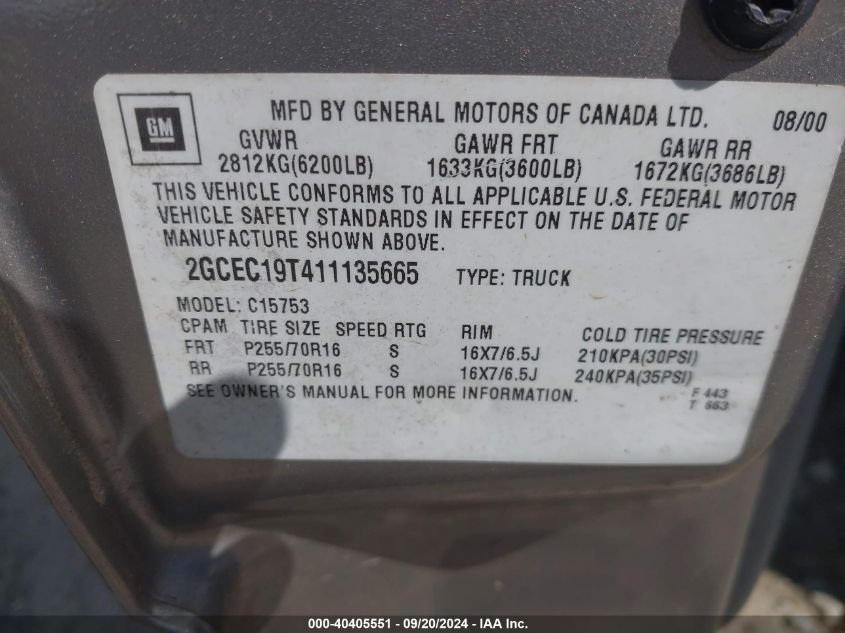 GM
MFD BY GENERAL MOTORS OF CANADA LTD. 08/00
GVWR GAWR FRT GAWR RR
2812KG(6200LB) 1633KG(3600LB) 1672KG(3686LB)
THIS VEHICLE CONFORMS TO ALL APPLICABLE U.S. FEDERAL MOTOR
VEHICLE SAFETY STANDARDS IN EFFECT ON THE DATE OF
MANUFACTURE SHOWN ABOVE.
2GCEC19T411135665 TYPE: TRUCK
MODEL: C15753
CPAM TIRE SIZE SPEED RTG RIM COLD TIRE PRESSURE
FRT P255/70R16 S 16X7/6.5J 210KPA(30PSI)
RR P255/70R16 S 16X7/6.5J 240KPA(35PSI)
SEE OWNER'S MANUAL FOR MORE INFORMATION. F 443
T 663
000-40405551 - 09/20/2024 - IAA Inc.